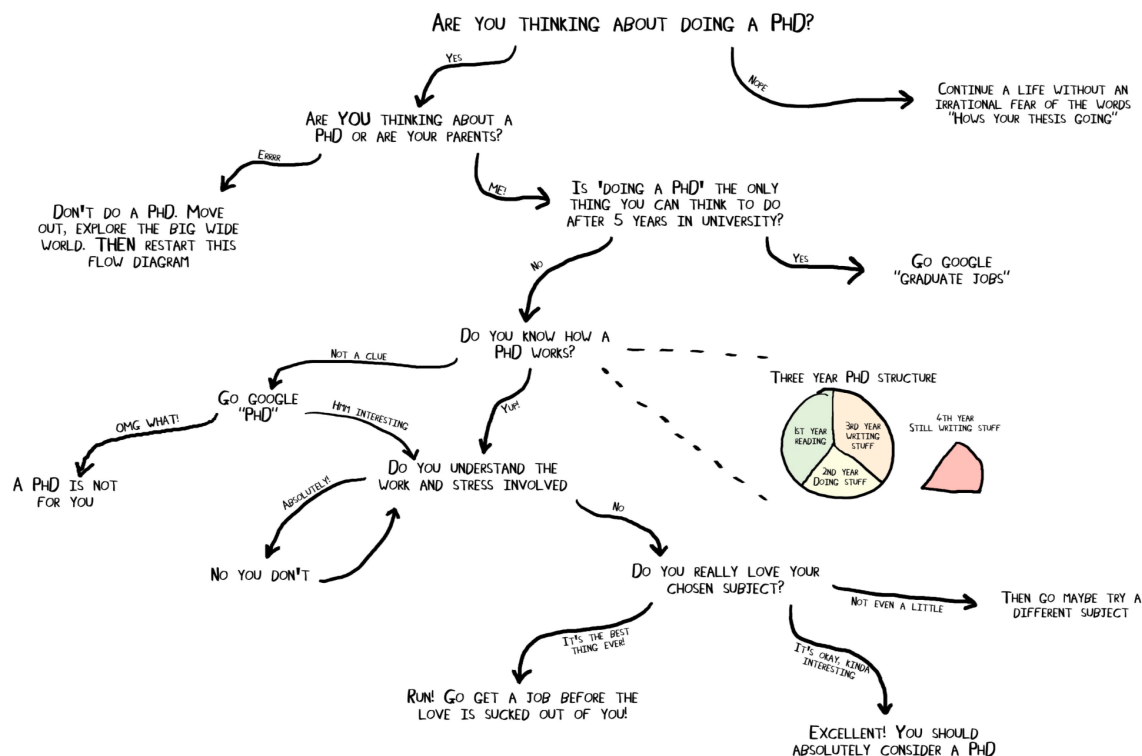 Are you thinking about doing a PhD?
Yes
Nope
Continue a life without an
irrational fear of the words
"Hows your thesis going"
Are YOU thinking about a
PhD or are your parents?
Errrr
Me!
Don't do a PhD. Move
out, explore the big wide
world. THEN restart this
flow diagram
Is 'doing a PhD' the only
thing you can think to do
after 5 years in university?
No
Yes
Go google
"graduate jobs"
Do you know how a
PhD works?
Not a clue
Yup!
Three year PhD structure
1st year
reading
3rd year
writing
stuff
2nd year
Doing stuff
4th year
Still writing stuff
Go google
"PhD"
OMG what!
Hmm interesting
A PhD is not
for you
Do you understand the
work and stress involved
Absolutely!
No
No you don't
Do you really love your
chosen subject?
Not even a little
Then go maybe try a
different subject
It's the best
thing ever!
It's okay, kinda
interesting
Run! Go get a job before the
love is sucked out of you!
Excellent! You should
absolutely consider a PhD